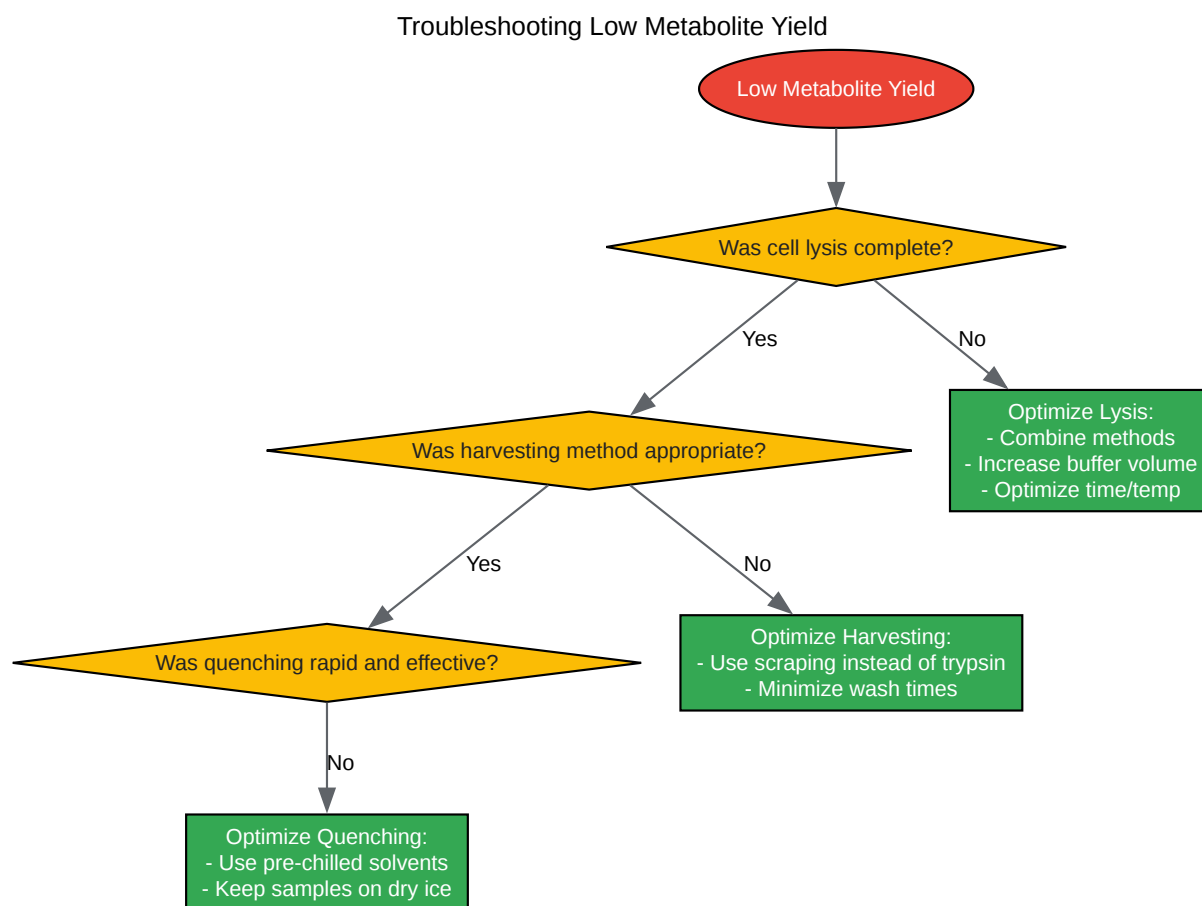 Troubleshooting Low Metabolite Yield
Low Metabolite Yield
Was cell lysis complete?
Yes
No
Optimize Lysis:
- Combine methods
- Increase buffer volume
- Optimize time/temp
Was harvesting method appropriate?
Yes
No
Optimize Harvesting:
- Use scraping instead of trypsin
- Minimize wash times
Was quenching rapid and effective?
No
Optimize Quenching:
- Use pre-chilled solvents
- Keep samples on dry ice